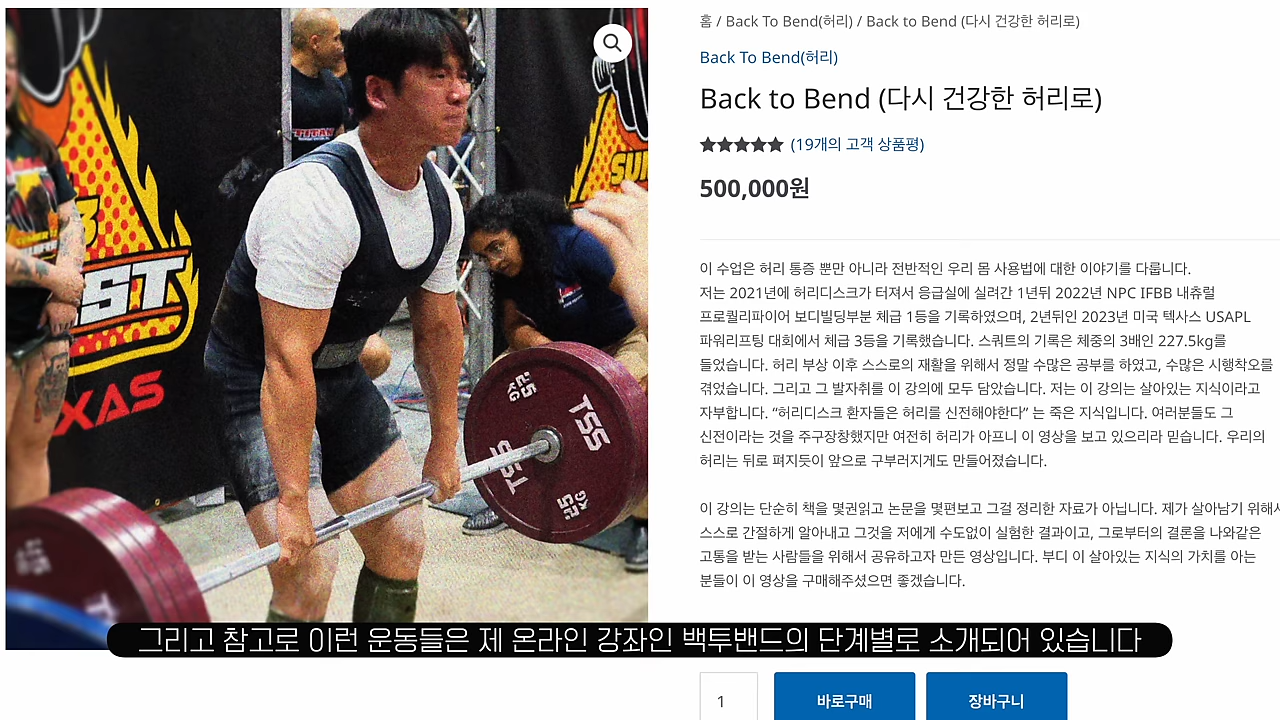 홈 / Back To Bend(허리) / Back to Bend (다시 건강한 허리로)
Back To Bend(허리)
Back to Bend (다시 건강한 허리로)
(19개의 고객 상품평)
500,000원
이 수업은 허리 통증 뿐만 아니라 전반적인 우리 몸 사용법에 대한 이야기를 다룹니다.
저는 2021년에 허리디스크가 터져서 응급실에 실려간 1년뒤 2022년 NPC IFBB 내츄럴
프로퀄리파이어 보디빌딩부분 체급 1등을 기록하였으며, 2년뒤인 2023년 미국 텍사스 USAPL
파워리프팅 대회에서 체급 3등을 기록했습니다. 스쿼트의 기록은 체중의 3배인 227.5kg를
들었습니다. 허리 부상 이후 스스로의 재활을 위해서 정말 수많은 공부를 하였고, 수많은 시행착오를
겪었습니다. 그리고 그 발자취를 이 강의에 모두 담았습니다. 저는 이 강의는 살아있는 지식이라고
자부합니다. “허리디스크 환자들은 허리를 신전해야한다” 는 죽은 지식입니다. 여러분들도 그
신전이라는 것을 주구장창했지만 여전히 허리가 아프니 이 영상을 보고 있으리라 믿습니다. 우리의
허리는 뒤로 펴지듯이 앞으로 구부러지게도 만들어졌습니다.
이 강의는 단순히 책을 몇권읽고 논문을 몇편보고 그걸 정리한 자료가 아닙니다. 제가 살아남기 위해서
스스로 간절하게 알아내고 그것을 저에게 수도없이 실험한 결과이고, 그로부터의 결론을 나와같은
고통을 받는 사람들을 위해서 공유하고자 만든 영상입니다. 부디 이 살아있는 지식의 가치를 아는
분들이 이 영상을 구매해주셨으면 좋겠습니다.
ST
XAS
SU
25
KG
TSS
TSS
25
KG
그리고 참고로 이런 운동들은 제 온라인 강좌인 백투밴드의 단계별로 소개되어 있습니다
1
바로구매
장바구니